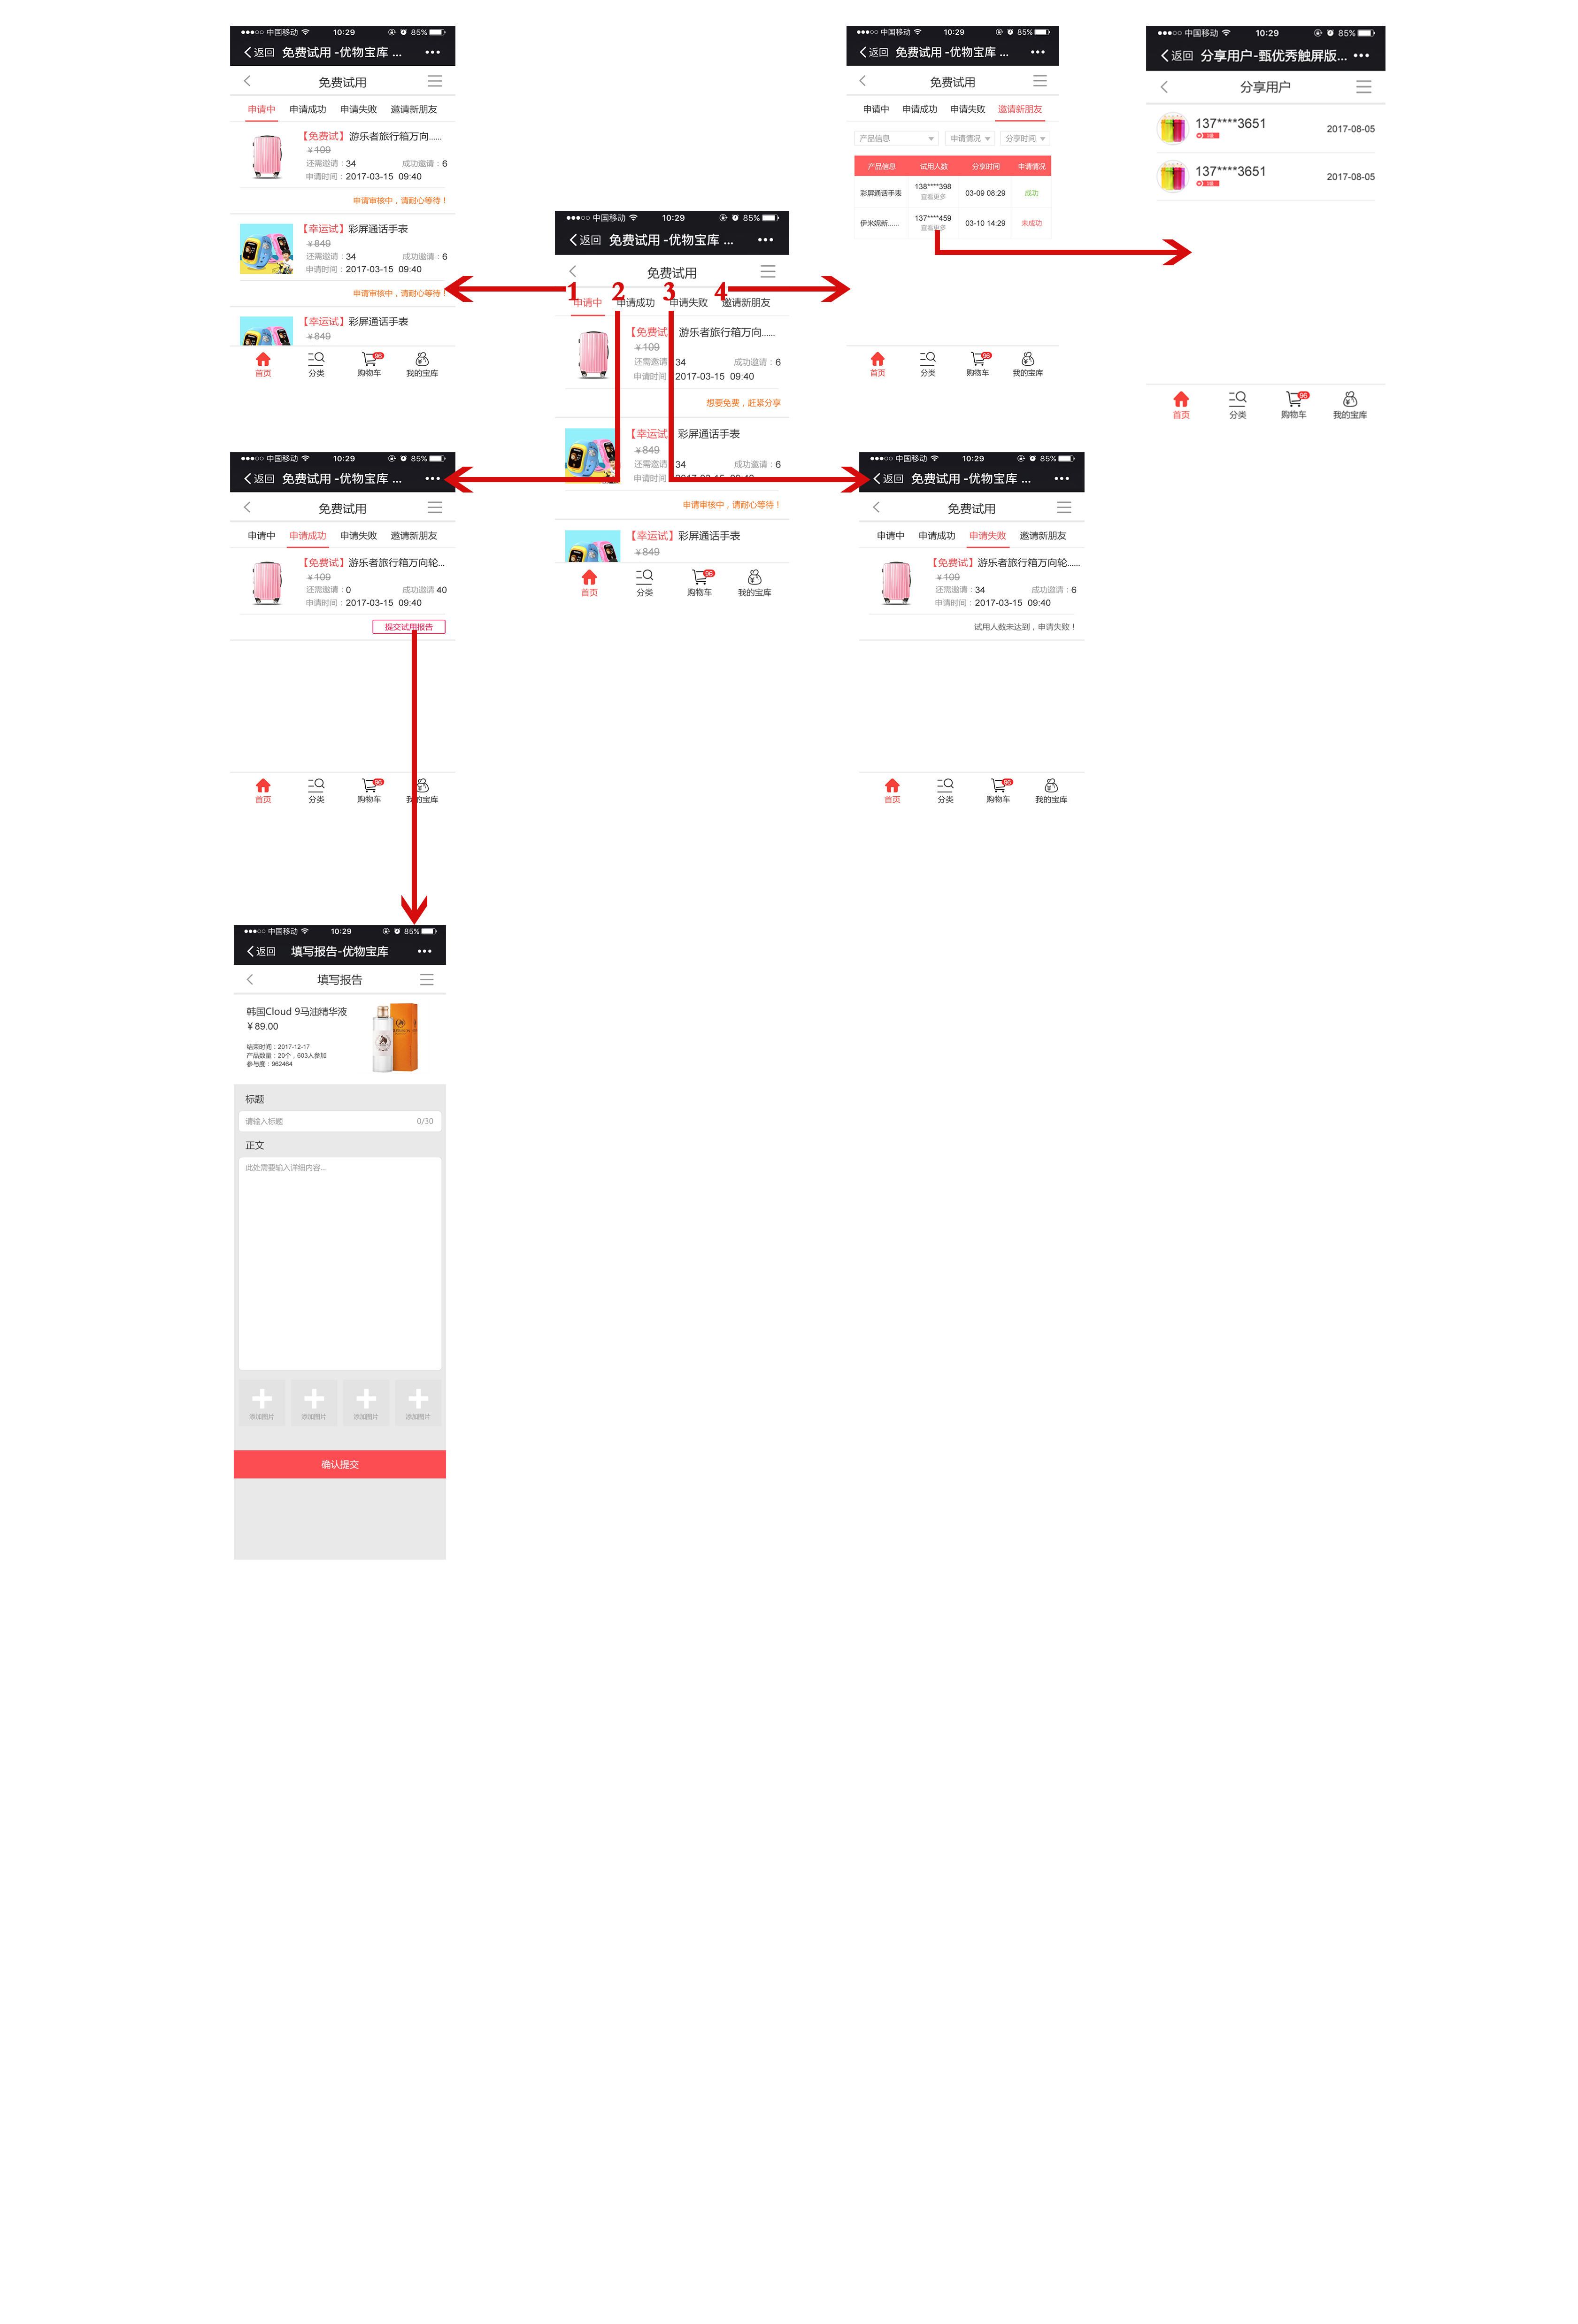 中国移动 10:29 85%
返回 免费试用 -优物宝库 ...
免费试用
申请中 申请成功 申请失败 邀请新朋友
【免费试】游乐者旅行箱万向......
￥109
还需邀请：34 成功邀请：6
申请时间：2017-03-15 09:40
申请审核中，请耐心等待！
【幸运试】彩屏通话手表
￥849
还需邀请：34 成功邀请：6
申请时间：2017-03-15 09:40
申请审核中，请耐心等待！
【幸运试】彩屏通话手表
￥849
96
首页 分类 购物车 我的宝库
中国移动 10:29 85%
返回 免费试用 -优物宝库 ...
免费试用
1 2 3 4
申请中 申请成功 申请失败 邀请新朋友
【免费试】游乐者旅行箱万向......
￥109
还需邀请 34 成功邀请：6
申请时间 2017-03-15 09:40
想要免费，赶紧分享
【幸运试】彩屏通话手表
￥849
还需邀请 34 成功邀请：6
申请时间 2017-03-15 09:40
申请审核中，请耐心等待！
【幸运试】彩屏通话手表
￥849
96
首页 分类 购物车 我的宝库
中国移动 10:29 85%
返回 免费试用 -优物宝库 ...
免费试用
申请中 申请成功 申请失败 邀请新朋友
产品信息 申请情况 分享时间
产品信息 试用人数 分享时间 申请情况
彩屏通话手表 138****398 03-09 08:29 成功
查看更多
伊米妮新...... 137****459 03-10 14:29 未成功
查看更多
96
首页 分类 购物车 我的宝库
中国移动 10:29 85%
返回 分享用户-甄优秀触屏版...
分享用户
137****3651 2017-08-05
137****3651 2017-08-05
96
首页 分类 购物车 我的宝库
中国移动 10:29 85%
返回 免费试用 -优物宝库 ...
免费试用
申请中 申请成功 申请失败 邀请新朋友
【免费试】游乐者旅行箱万向轮...
￥109
还需邀请：0 成功邀请 40
申请时间：2017-03-15 09:40
提交试用报告
96
首页 分类 购物车 我的宝库
中国移动 10:29 85%
返回 免费试用 -优物宝库 ...
免费试用
申请中 申请成功 申请失败 邀请新朋友
【免费试】游乐者旅行箱万向轮......
￥109
还需邀请：34 成功邀请：6
申请时间：2017-03-15 09:40
试用人数未达到，申请失败！
96
首页 分类 购物车 我的宝库
中国移动 10:29 85%
返回 填写报告-优物宝库
填写报告
韩国Cloud 9马油精华液
￥89.00
结束时间：2017-12-17
产品数量：20个，603人参加
参与度：962464
标题
请输入标题 0/30
正文
此处需要输入详细内容...
添加图片 添加图片 添加图片 添加图片
确认提交